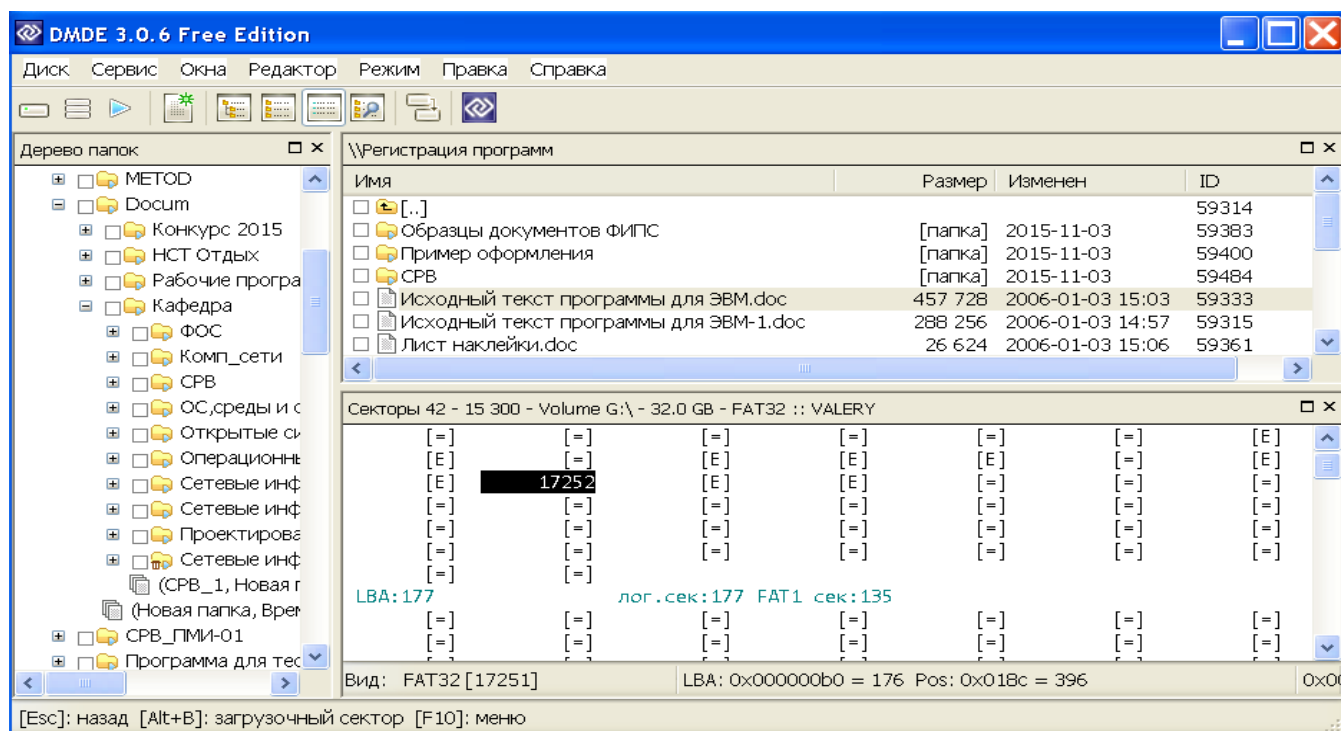 DMDE 3.0.6 Free Edition
Диск Сервис Окна Редактор Режим Правка Справка
Дерево папок
METOD
Docum
Конкурс 2015
НСТ Отдых
Рабочие програ
Кафедра
ФОС
Комп_сети
СРВ
ОС,среды и с
Открытые си
Операционны
Сетевые инф
Сетевые инф
Проектирова
Сетевые инф
(СРВ_1, Новая п
(Новая папка, Врем
СРВ_ПМИ-01
Программа для тес
\\Регистрация программ
Имя Размер Изменен ID
[..] 59314
Образцы документов ФИПС [папка] 2015-11-03 59383
Пример оформления [папка] 2015-11-03 59400
СРВ [папка] 2015-11-03 59484
Исходный текст программы для ЭВМ.doc 457 728 2006-01-03 15:03 59333
Исходный текст программы для ЭВМ-1.doc 288 256 2006-01-03 14:57 59315
Лист наклейки.doc 26 624 2006-01-03 15:06 59361
Секторы 42 - 15 300 - Volume G:\ - 32.0 GB - FAT32 :: VALERY
[=] [=] [=] [=] [=] [=] [E]
[E] [=] [E] [E] [E] [=] [E]
[E] 17252 [E] [E] [=] [=] [=]
[=] [=] [=] [=] [=] [=] [=]
[=] [=] [=] [=] [=] [=] [=]
[=] [=] [=] [=] [=] [=] [=]
[=] [=]
LBA:177 лог.сек:177 FAT1 сек:135
[=] [=] [=] [=] [=] [=] [=]
[=] [=] [=] [=] [=] [=] [=]
Вид: FAT32[17251] LBA: 0x000000b0 = 176 Pos: 0x018c = 396 0x00
[Esc]: назад [Alt+B]: загрузочный сектор [F10]: меню